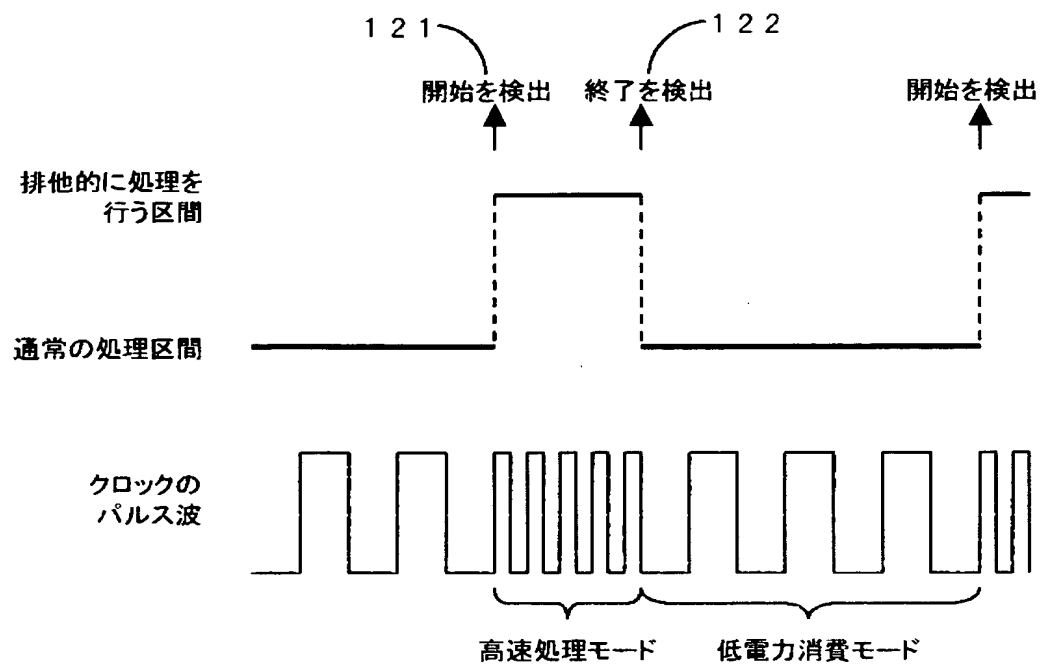 １２１
１２２
開始を検出
終了を検出
開始を検出
排他的に処理を
行う区間
通常の処理区間
クロックの
パルス波
高速処理モード
低電力消費モード